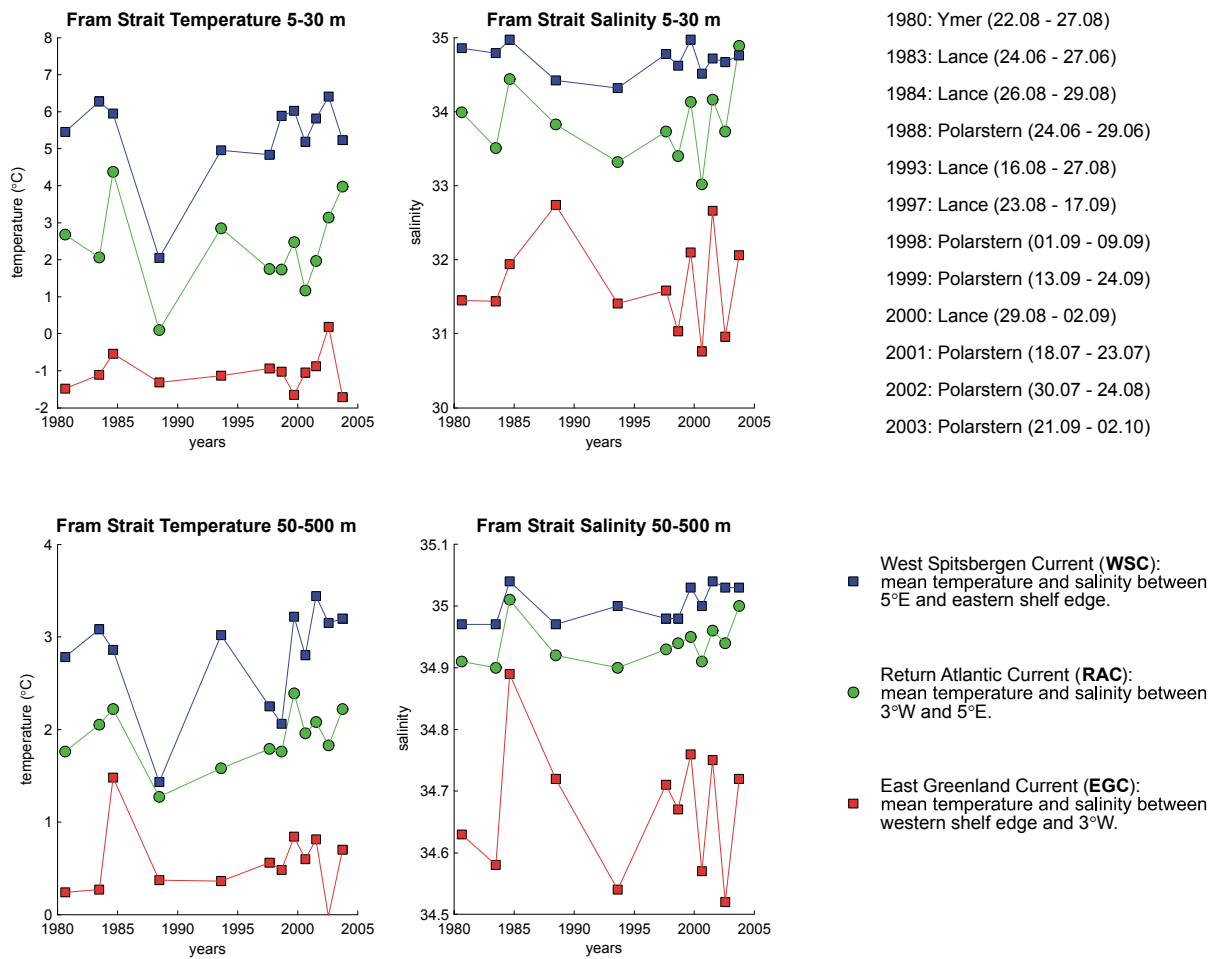 Fram Strait Temperature 5-30 m
8
7
6
5
4
3
2
1
0
-1
-2
temperature (°C)
1980 1985 1990 1995 2000 2005
years
Fram Strait Salinity 5-30 m
35
34
33
32
31
30
salinity
1980 1985 1990 1995 2000 2005
years
1980: Ymer (22.08 - 27.08)
1983: Lance (24.06 - 27.06)
1984: Lance (26.08 - 29.08)
1988: Polarstern (24.06 - 29.06)
1993: Lance (16.08 - 27.08)
1997: Lance (23.08 - 17.09)
1998: Polarstern (01.09 - 09.09)
1999: Polarstern (13.09 - 24.09)
2000: Lance (29.08 - 02.09)
2001: Polarstern (18.07 - 23.07)
2002: Polarstern (30.07 - 24.08)
2003: Polarstern (21.09 - 02.10)
Fram Strait Temperature 50-500 m
4
3
2
1
0
temperature (°C)
1980 1985 1990 1995 2000 2005
years
Fram Strait Salinity 50-500 m
35.1
35
34.9
34.8
34.7
34.6
34.5
salinity
1980 1985 1990 1995 2000 2005
years
West Spitsbergen Current (WSC):
mean temperature and salinity between
5°E and eastern shelf edge.
Return Atlantic Current (RAC):
mean temperature and salinity between
3°W and 5°E.
East Greenland Current (EGC):
mean temperature and salinity between
western shelf edge and 3°W.